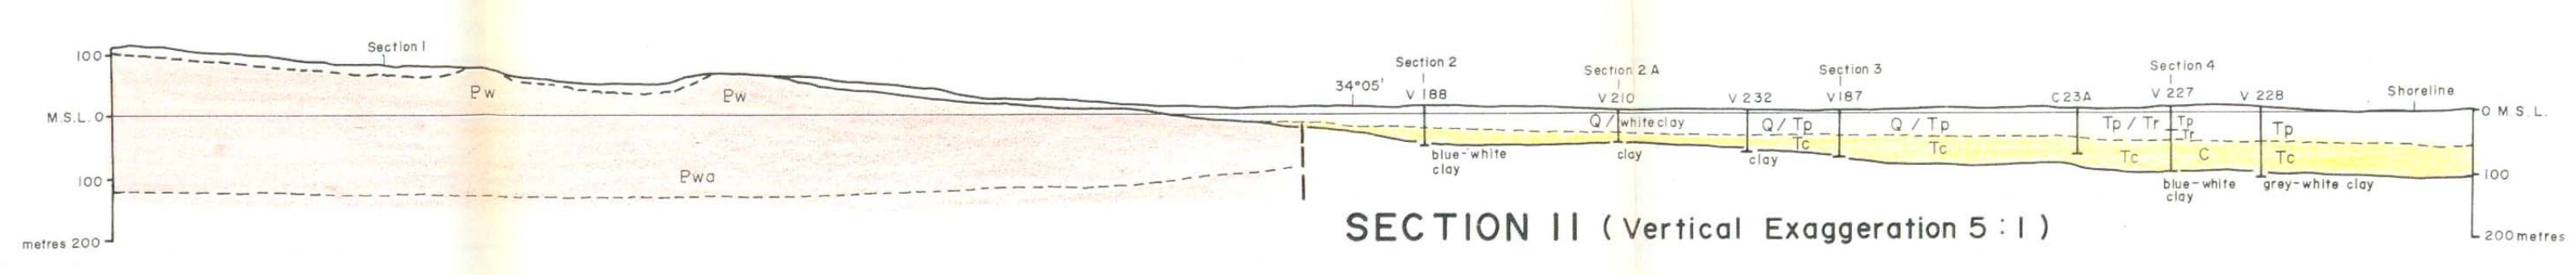 Section 1
Section 2
Section 2A
Section 3
Section 4
34°05'
V 188
V 210
V 232
V187
C23A
V 227
V 228
Shoreline
100
M.S.L. 0
100
metres 200
Pw
Pw
Pwa
Q / white clay
Q / Tp
Q / Tp
Tp / Tr
Tp
Tr
Tp
Tc
Tc
Tc
C
Tc
blue-white
clay
clay
clay
blue-white
clay
grey-white clay
0 M.S.L.
100
200 metres
SECTION II (Vertical Exaggeration 5:1)